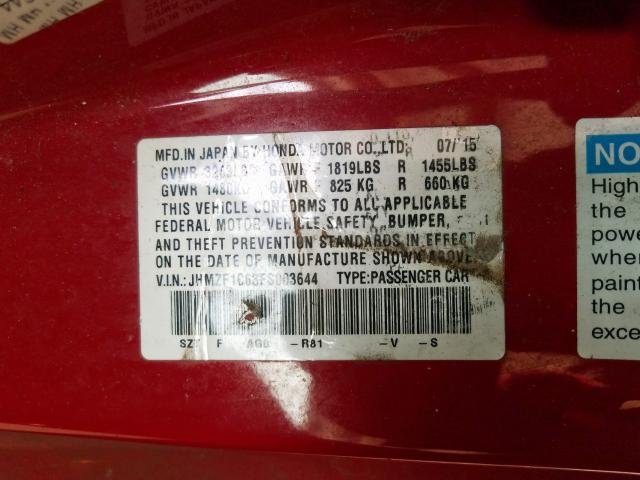 MFD.IN JAPAN BY HONDA MOTOR CO.,LTD. 07/15
GVWR GAWR F 1819LBS R 1455LBS
GVWR 1480KG GAWR F 825 KG R 660 KG
THIS VEHICLE CONFORMS TO ALL APPLICABLE
FEDERAL MOTOR VEHICLE SAFETY, BUMPER,
AND THEFT PREVENTION STANDARDS IN EFFECT
ON THE DATE OF MANUFACTURE SHOWN ABOVE.
V.I.N.: JHMZF1C63FS003644 TYPE:PASSENGER CAR
F AG0 -R81 -V -S
NO
High
the
powe
wher
paint
the
exce